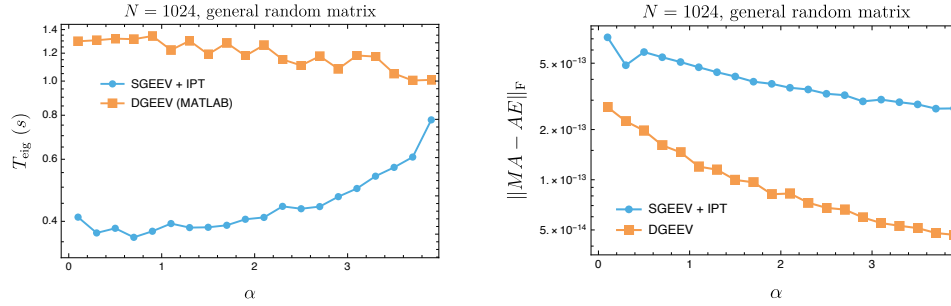 N = 1024, general random matrix
1.4
1.2
1.0
0.8
0.6
0.4
T_eig (s)
SGEEV + IPT
DGEEV (MATLAB)
0 1 2 3
α
N = 1024, general random matrix
5.×10⁻¹³
2.×10⁻¹³
1.×10⁻¹³
5.×10⁻¹⁴
||MA − AE||_F
SGEEV + IPT
DGEEV
0 1 2 3
α